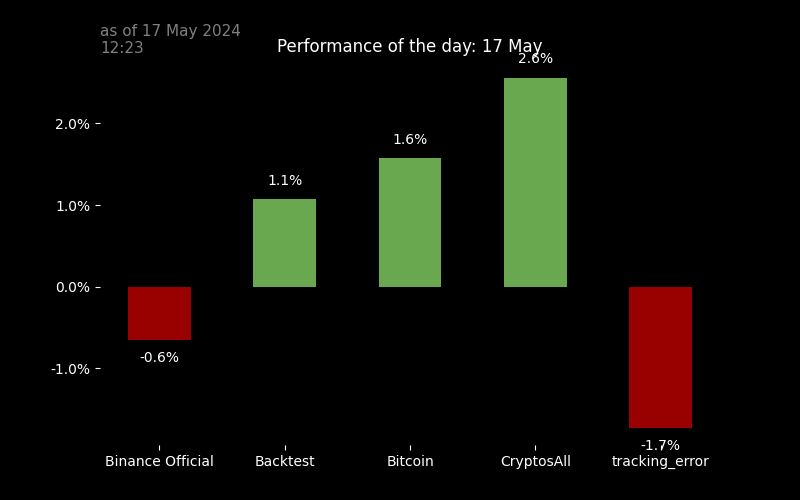 as of 17 May 2024
12:23
Performance of the day: 17 May
2.6%
2.0%
1.6%
1.1%
1.0%
0.0%
-0.6%
-1.0%
-1.7%
Binance Official
Backtest
Bitcoin
CryptosAll
tracking_error